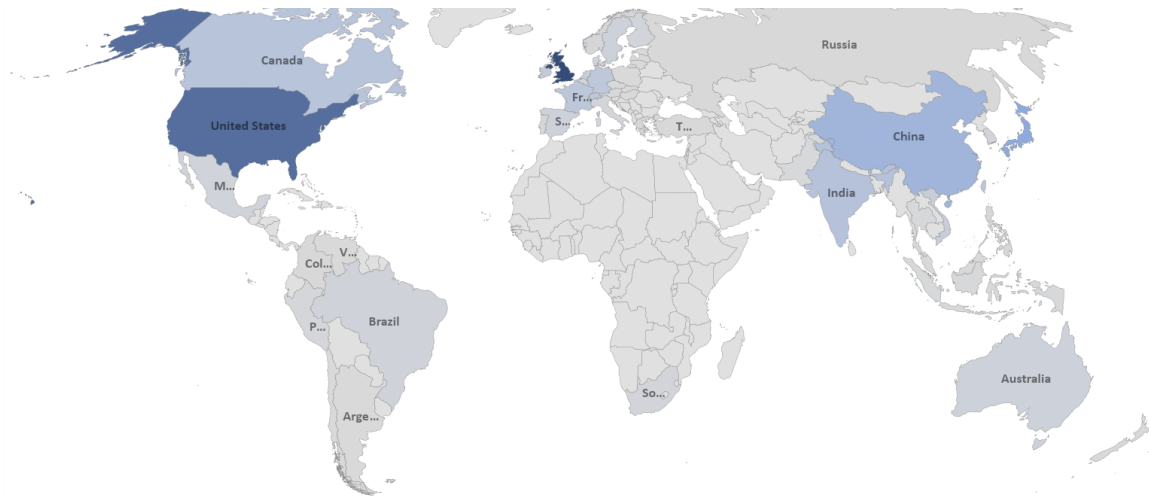 Russia
Canada
Fr...
S...
T...
United States
China
M...
India
V...
Col...
Brazil
P...
Australia
So...
Arge...